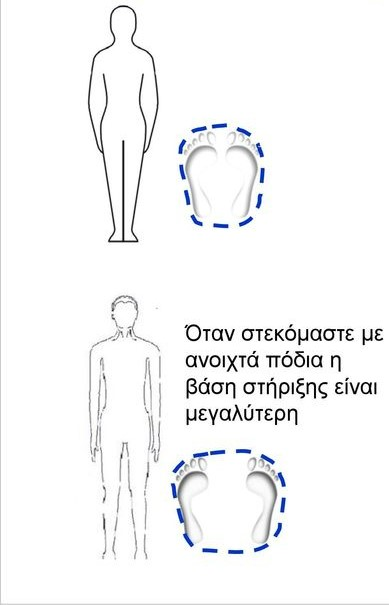 Όταν στεκόμαστε με
ανοιχτά πόδια η
βάση στήριξης είναι
μεγαλύτερη